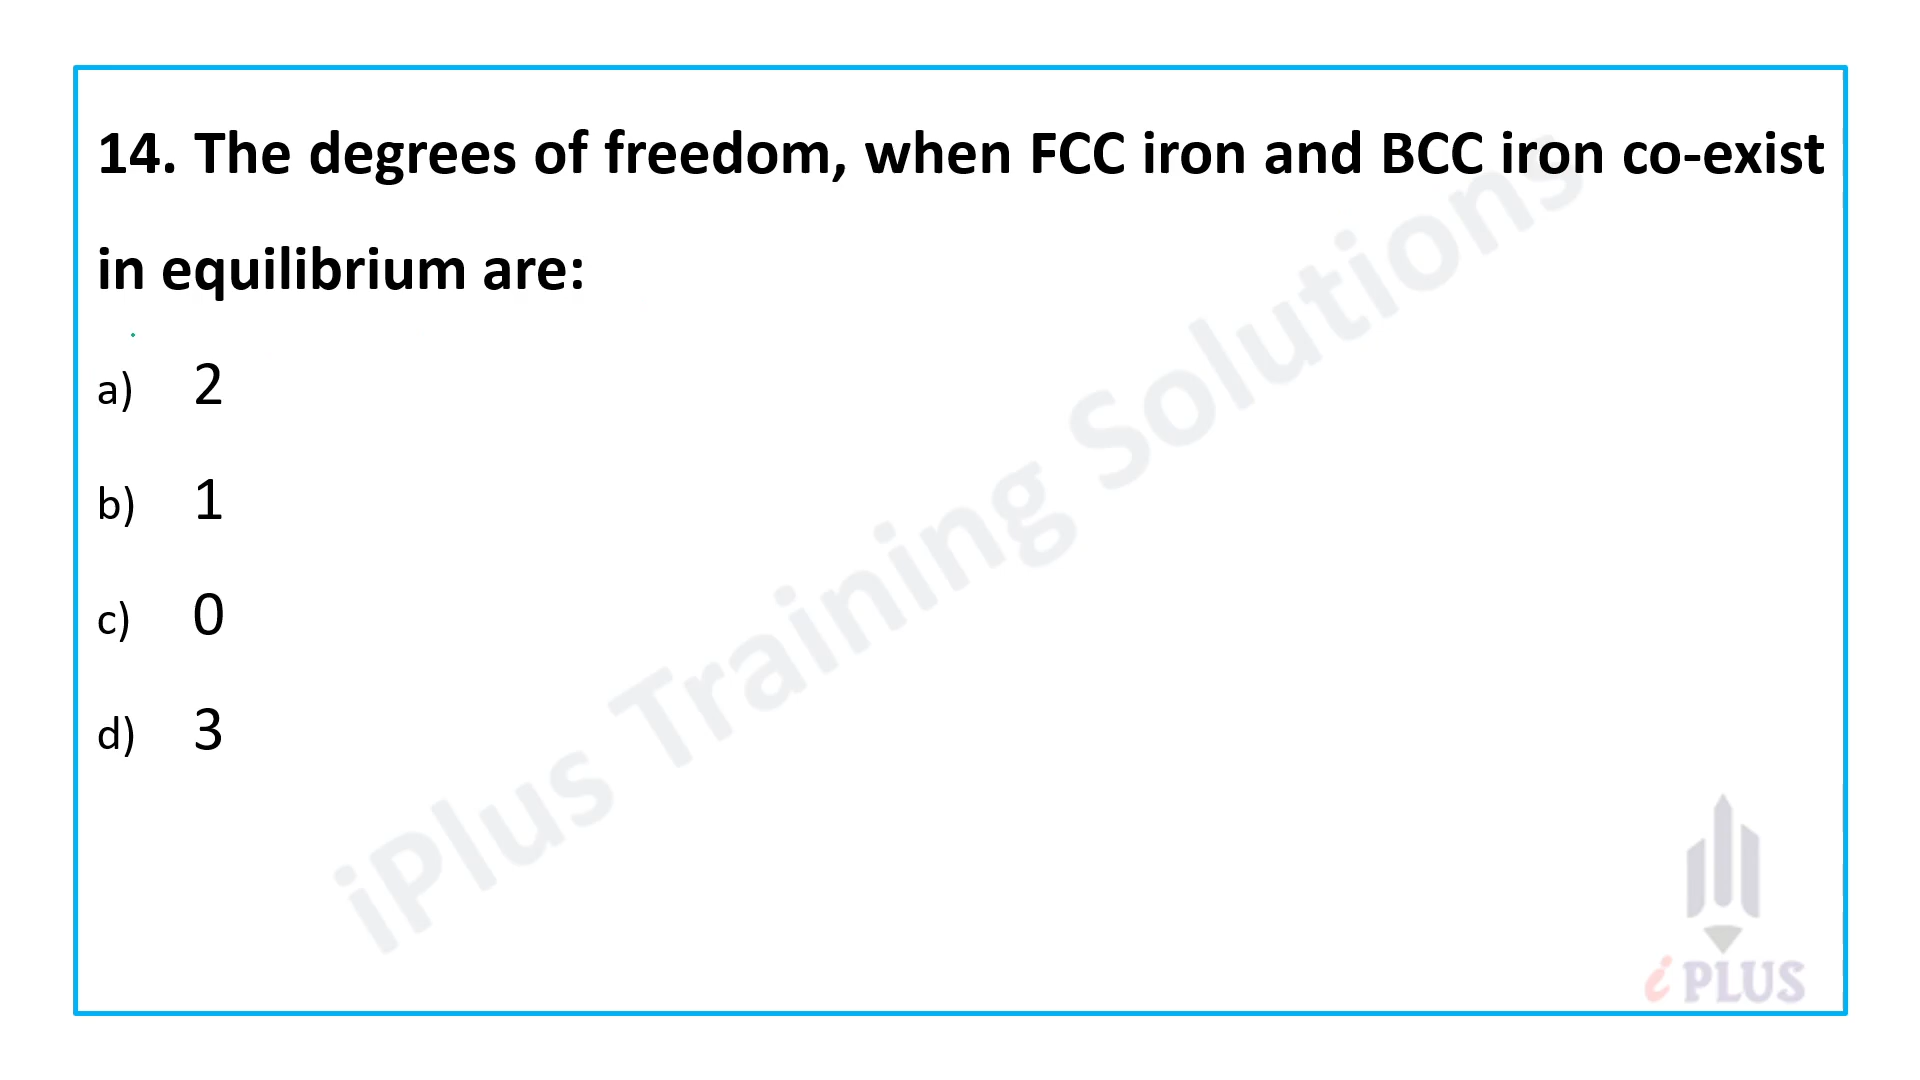 14. The degrees of freedom, when FCC iron and BCC iron co-exist
in equilibrium are:
a) 2
b) 1
c) 0
d) 3
iPlus Training Solutions
i PLUS